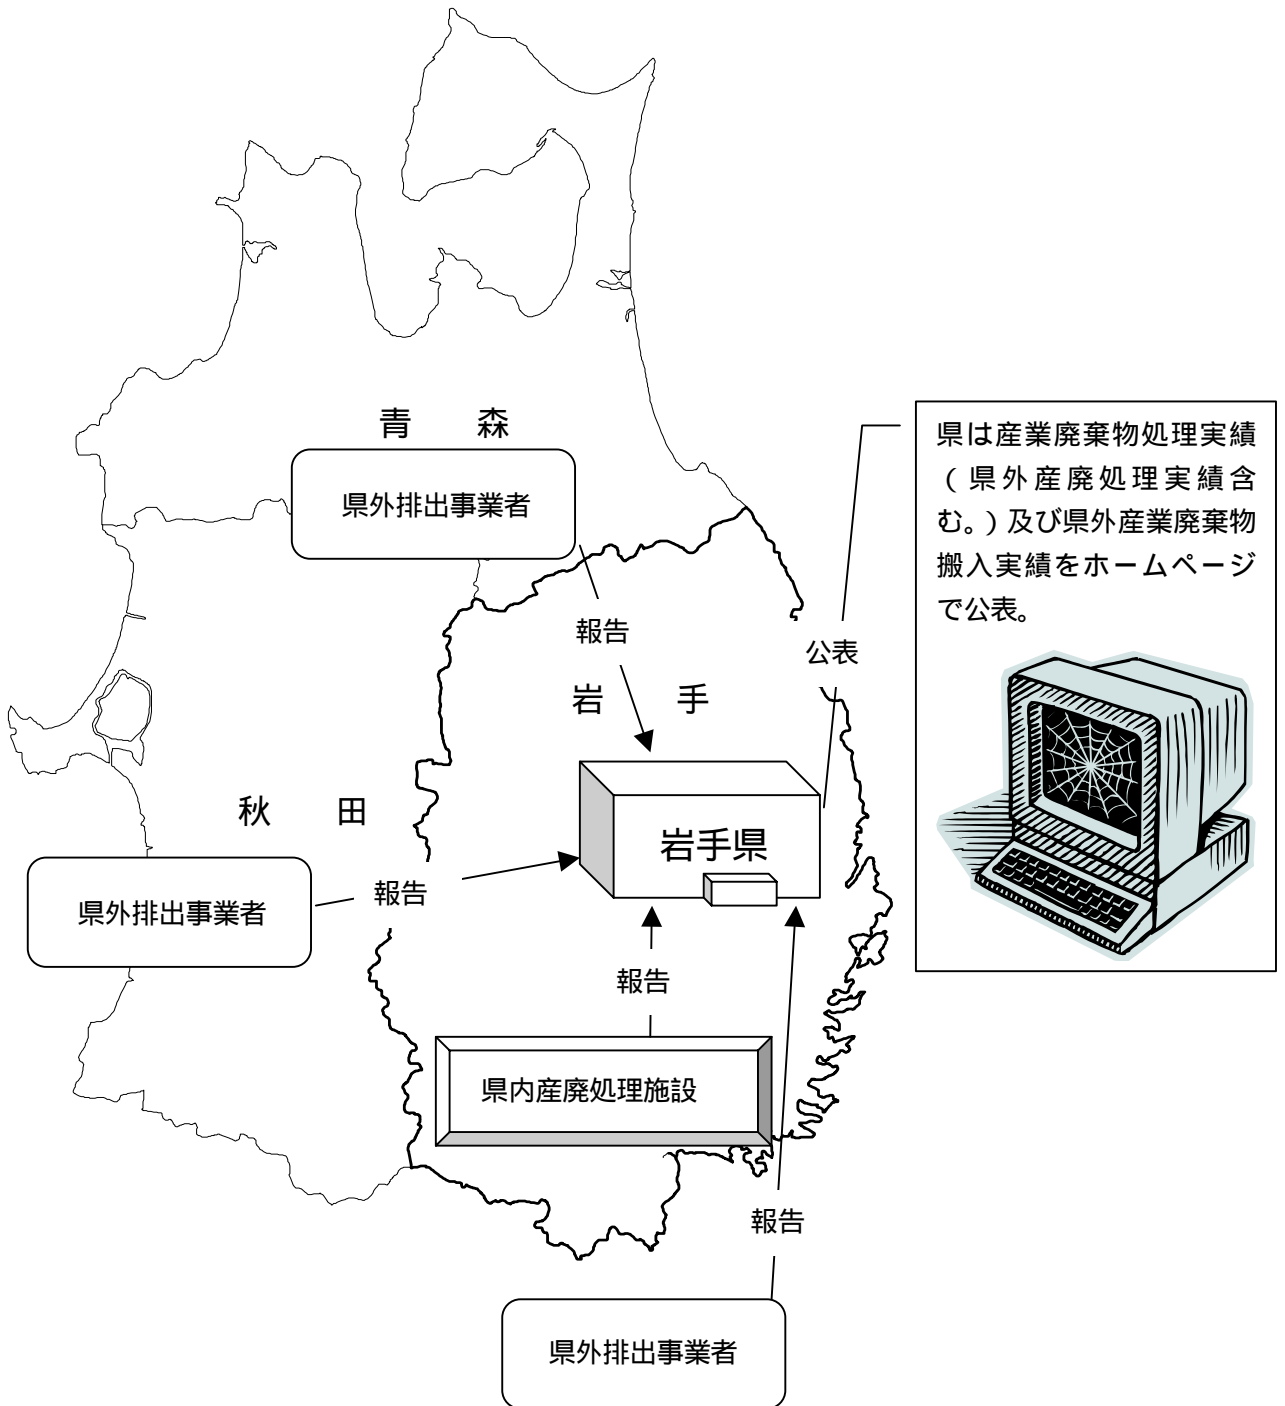 青　森
県外排出事業者
県は産業廃棄物処理実績
（県外産廃処理実績含
む。）及び県外産業廃棄物
搬入実績をホームページ
で公表。
報告
公表
岩　手
秋　田
岩手県
県外排出事業者
報告
報告
県内産廃処理施設
報告
県外排出事業者